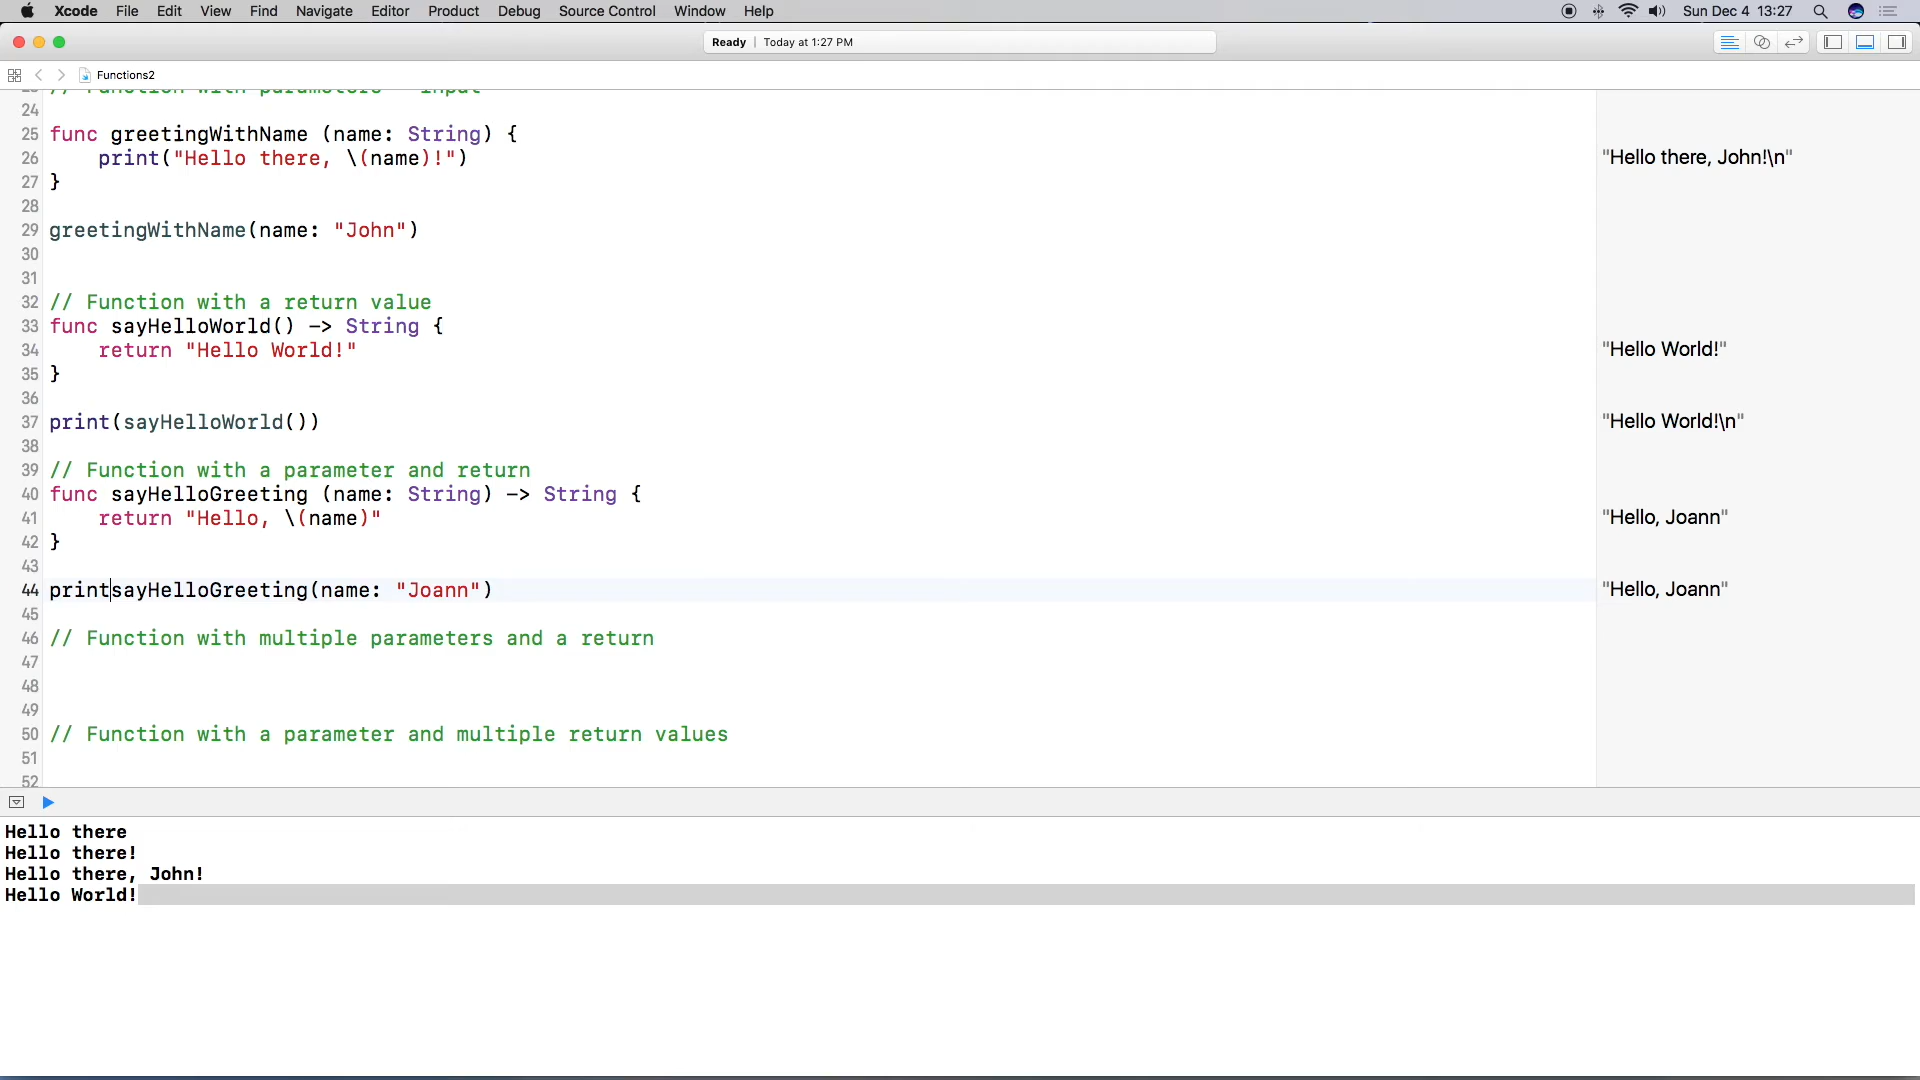 Xcode File Edit View Find Navigate Editor Product Debug Source Control Window Help Sun Dec 4 13:27
Ready Today at 1:27 PM
Functions2
23 // Function with parameters - input
24
25 func greetingWithName (name: String) {
26 print("Hello there, \(name)!") "Hello there, John!\n"
27 }
28
29 greetingWithName(name: "John")
30
31
32 // Function with a return value
33 func sayHelloWorld() -> String {
34 return "Hello World!" "Hello World!"
35 }
36
37 print(sayHelloWorld()) "Hello World!\n"
38
39 // Function with a parameter and return
40 func sayHelloGreeting (name: String) -> String {
41 return "Hello, \(name)" "Hello, Joann"
42 }
43
44 printsayHelloGreeting(name: "Joann") "Hello, Joann"
45
46 // Function with multiple parameters and a return
47
48
49
50 // Function with a parameter and multiple return values
51
52
Hello there
Hello there!
Hello there, John!
Hello World!